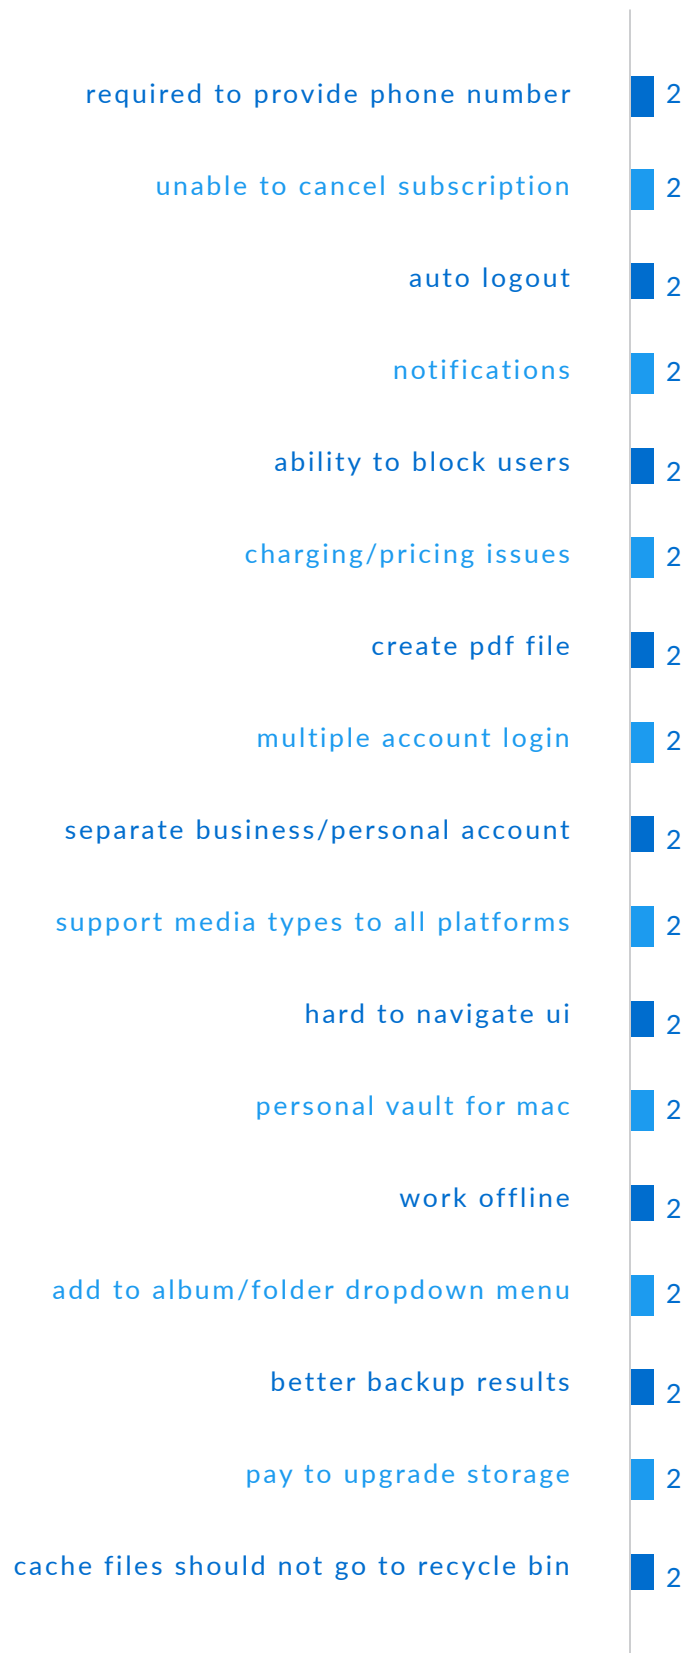 required to provide phone number 2
unable to cancel subscription 2
auto logout 2
notifications 2
ability to block users 2
charging/pricing issues 2
create pdf file 2
multiple account login 2
separate business/personal account 2
support media types to all platforms 2
hard to navigate ui 2
personal vault for mac 2
work offline 2
add to album/folder dropdown menu 2
better backup results 2
pay to upgrade storage 2
cache files should not go to recycle bin 2